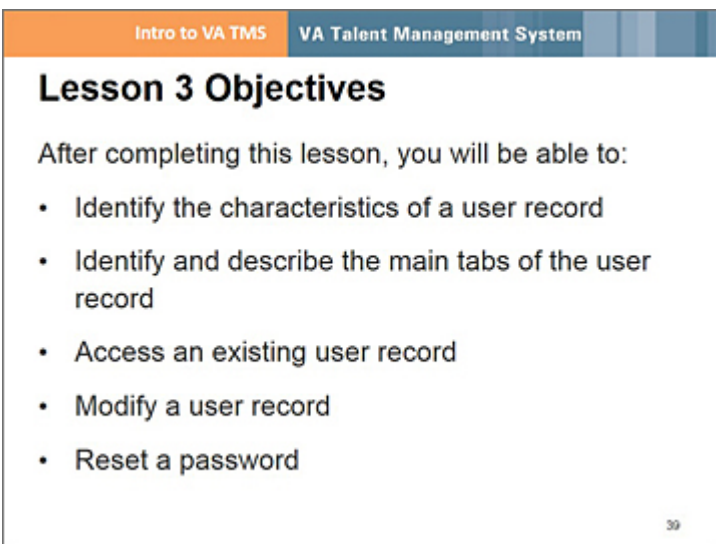 Intro to VA TMS
VA Talent Management System
Lesson 3 Objectives
After completing this lesson, you will be able to:
• Identify the characteristics of a user record
• Identify and describe the main tabs of the user
record
• Access an existing user record
• Modify a user record
• Reset a password
39